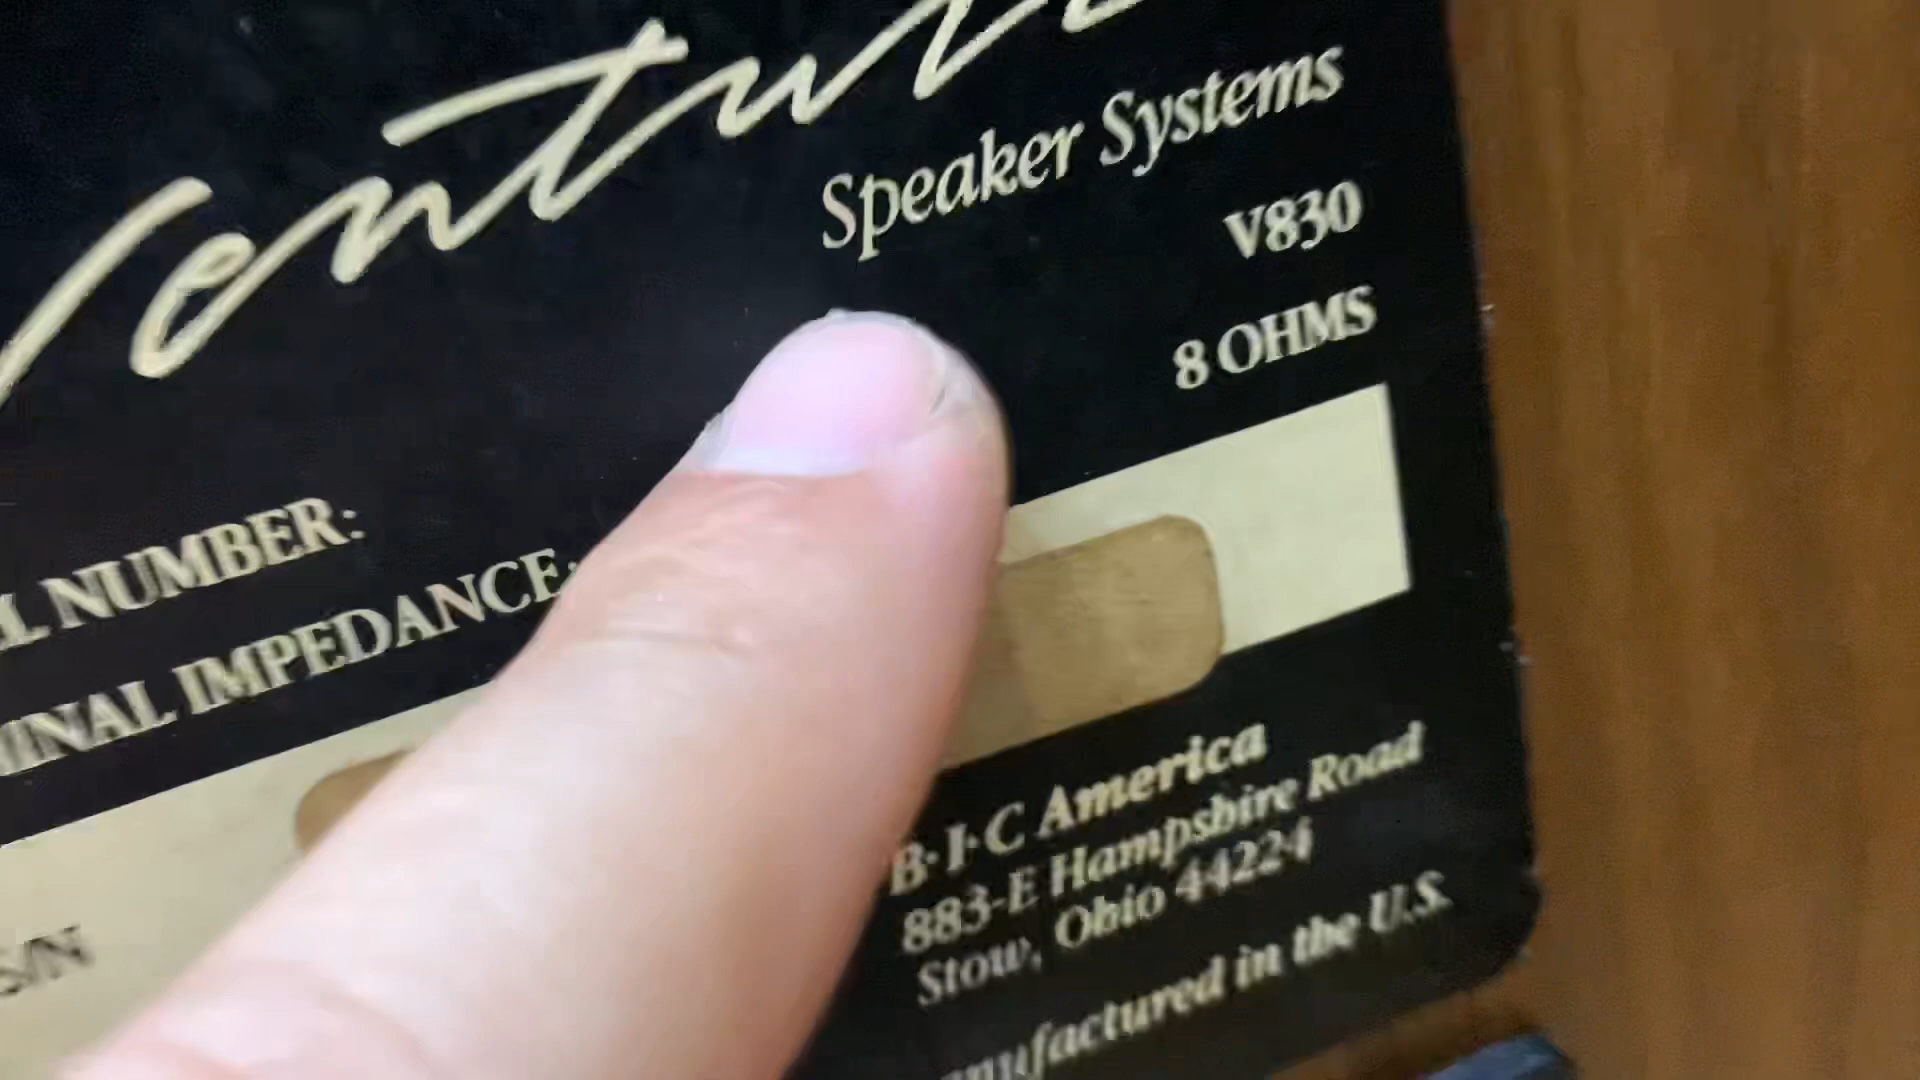 Speaker Systems
NUMBER: V830
IMPEDANCE: 8 OHMS
B·I·C America
883-E Hampshire Road
Stow, Ohio 44224
S/N
in the U.S.